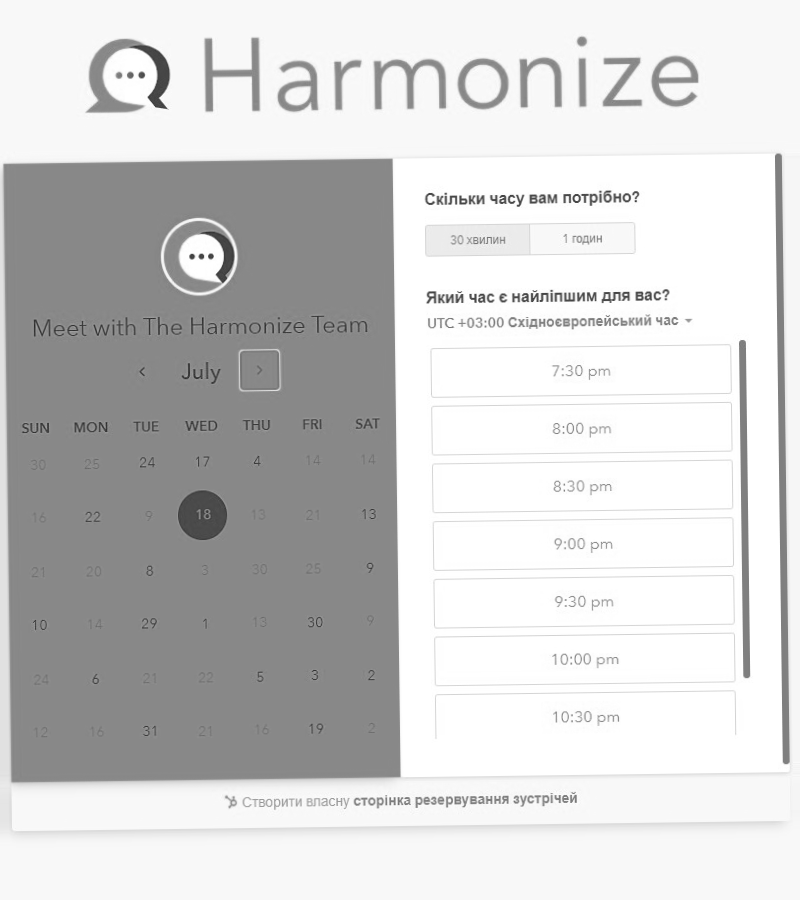 Harmonize
Meet with The Harmonize Team
July
SUN MON TUE WED THU FRI SAT
30 25 24 17 4 14 14
16 22 9 18 13 21 13
21 20 8 3 30 25 9
10 14 29 1 13 30 9
24 6 21 22 5 3 2
12 16 31 21 16 19 2
Скільки часу вам потрібно?
30 хвилин 1 годин
Який час є найліпшим для вас?
UTC +03:00 Східноєвропейський час
7:30 pm
8:00 pm
8:30 pm
9:00 pm
9:30 pm
10:00 pm
10:30 pm
Створити власну сторінка резервування зустрічей